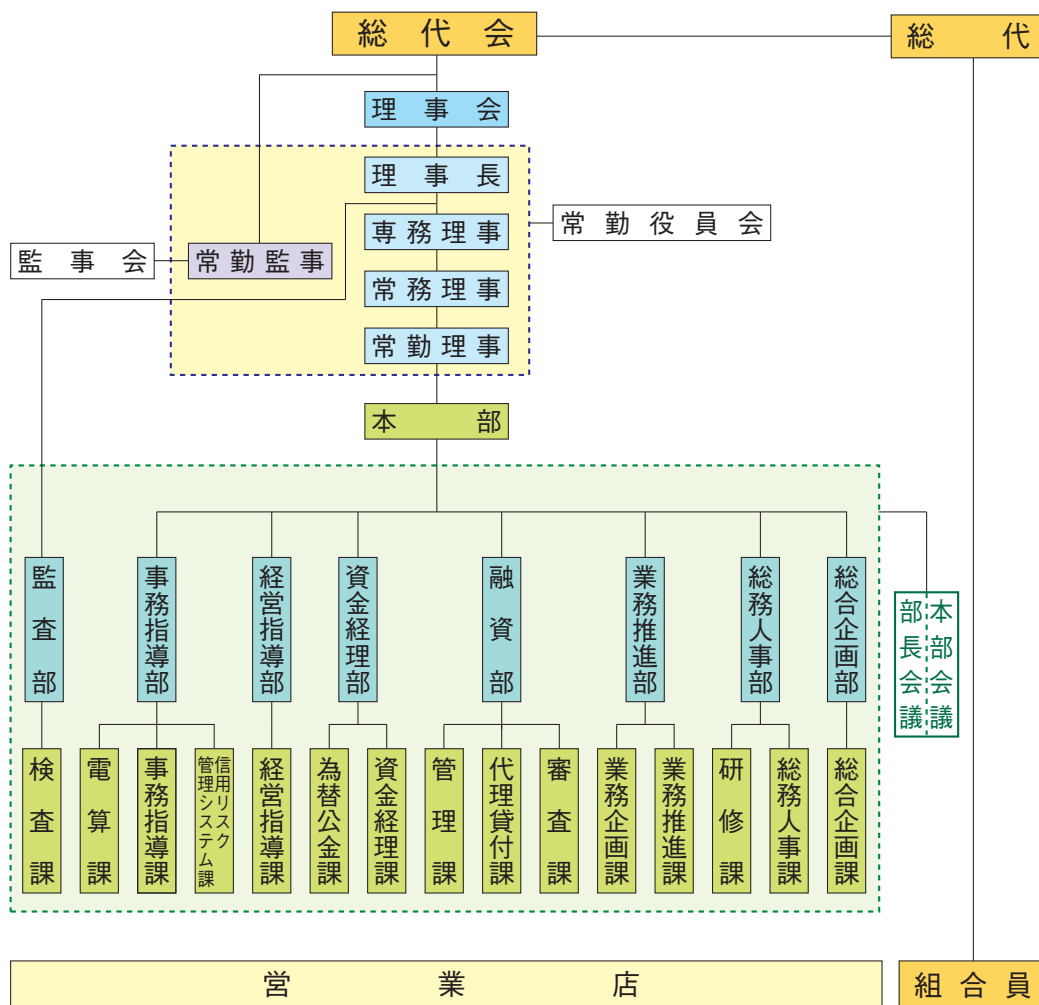 総代会
総代
理事会
理事長
専務理事
常勤役員会
監事会
常勤監事
常務理事
常勤理事
本部
監査部
事務指導部
経営指導部
資金経理部
融資部
業務推進部
総務人事部
総合企画部
本部会議
部長会議
検査課
電算課
事務指導課
信用リスク
管理システム課
経営指導課
為替公金課
資金経理課
管理課
代理貸付課
審査課
業務企画課
業務推進課
研修課
総務人事課
総合企画課
営業店
組合員